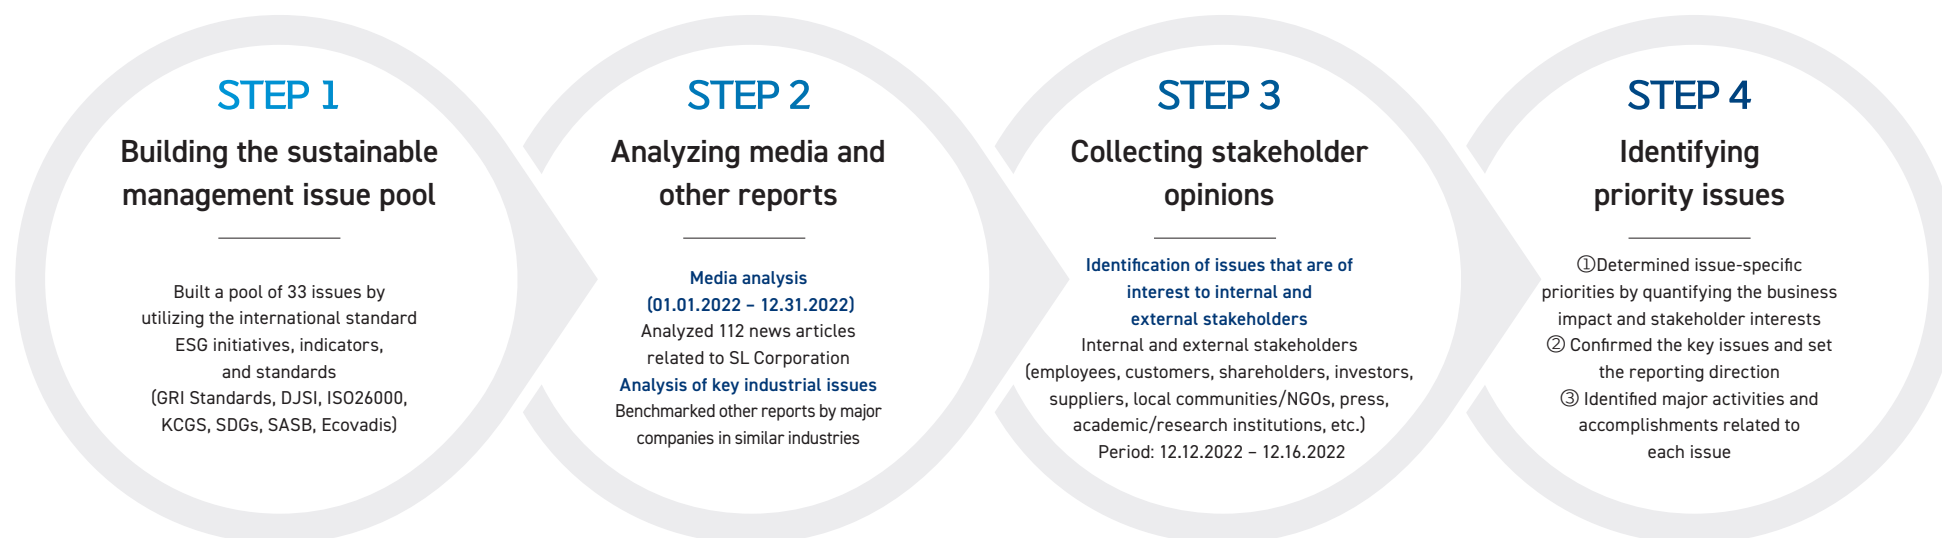 STEP 1
Building the sustainable
management issue pool
Built a pool of 33 issues by
utilizing the international standard
ESG initiatives, indicators,
and standards
(GRI Standards, DJSI, ISO26000,
KCGS, SDGs, SASB, Ecovadis)
STEP 2
Analyzing media and
other reports
Media analysis
(01.01.2022 – 12.31.2022)
Analyzed 112 news articles
related to SL Corporation
Analysis of key industrial issues
Benchmarked other reports by major
companies in similar industries
STEP 3
Collecting stakeholder
opinions
Identification of issues that are of
interest to internal and
external stakeholders
Internal and external stakeholders
(employees, customers, shareholders, investors,
suppliers, local communities/NGOs, press,
academic/research institutions, etc.)
Period: 12.12.2022 – 12.16.2022
STEP 4
Identifying
priority issues
①Determined issue-specific
priorities by quantifying the business
impact and stakeholder interests
② Confirmed the key issues and set
the reporting direction
③ Identified major activities and
accomplishments related to
each issue